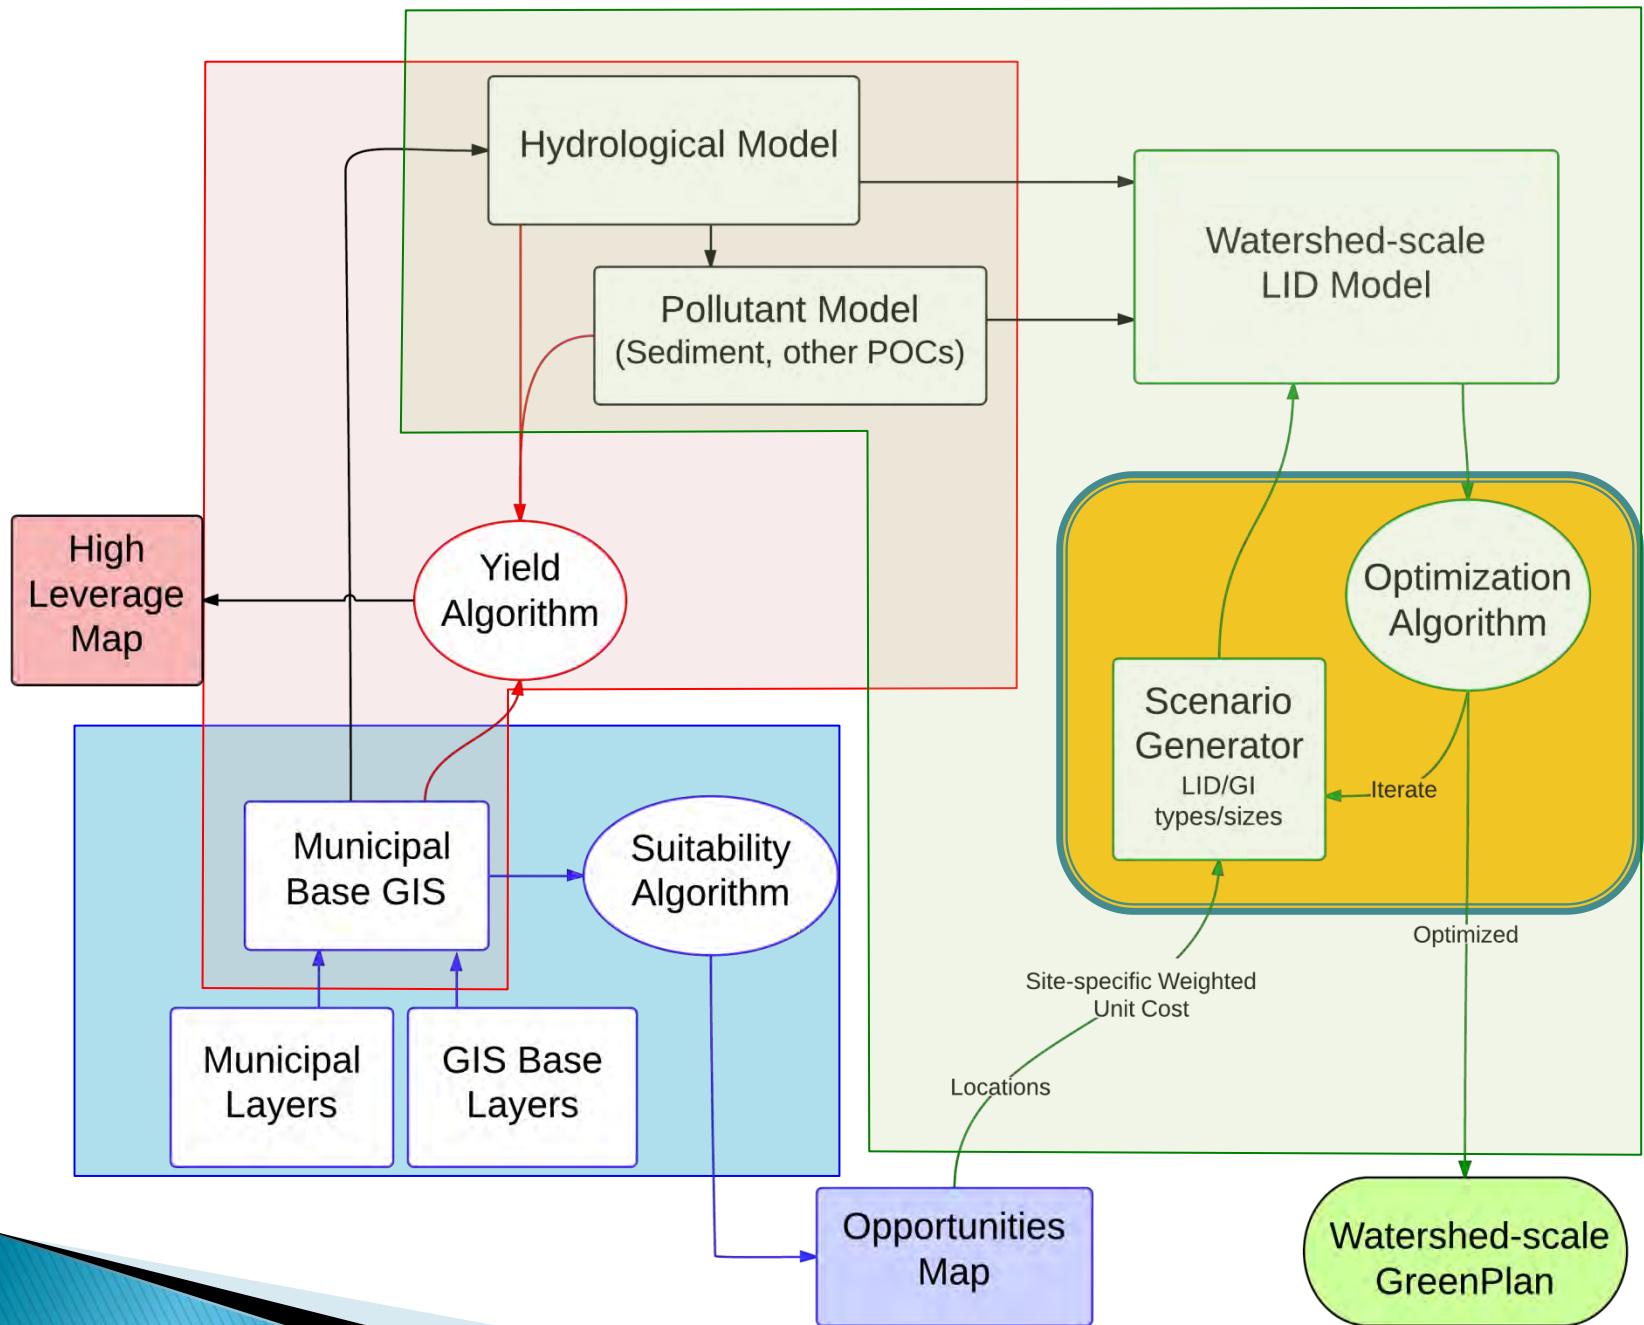 Hydrological Model
Pollutant Model
(Sediment, other POCs)
Watershed-scale
LID Model
High
Leverage
Map
Yield
Algorithm
Optimization
Algorithm
Scenario
Generator
LID/GI
types/sizes
Iterate
Municipal
Base GIS
Suitability
Algorithm
Optimized
Site-specific Weighted
Unit Cost
Municipal
Layers
GIS Base
Layers
Locations
Opportunities
Map
Watershed-scale
GreenPlan